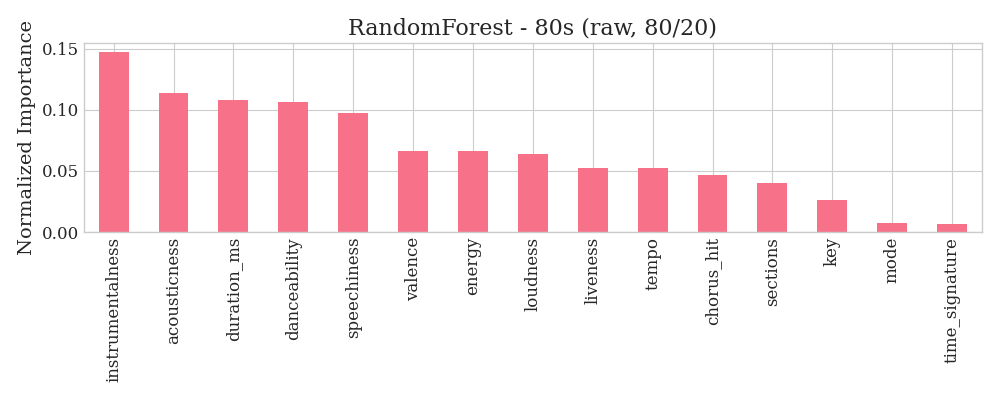 RandomForest - 80s (raw, 80/20)
Normalized Importance
0.15
0.10
0.05
0.00
instrumentalness
acousticness
duration_ms
danceability
speechiness
valence
energy
loudness
liveness
tempo
chorus_hit
sections
key
mode
time_signature